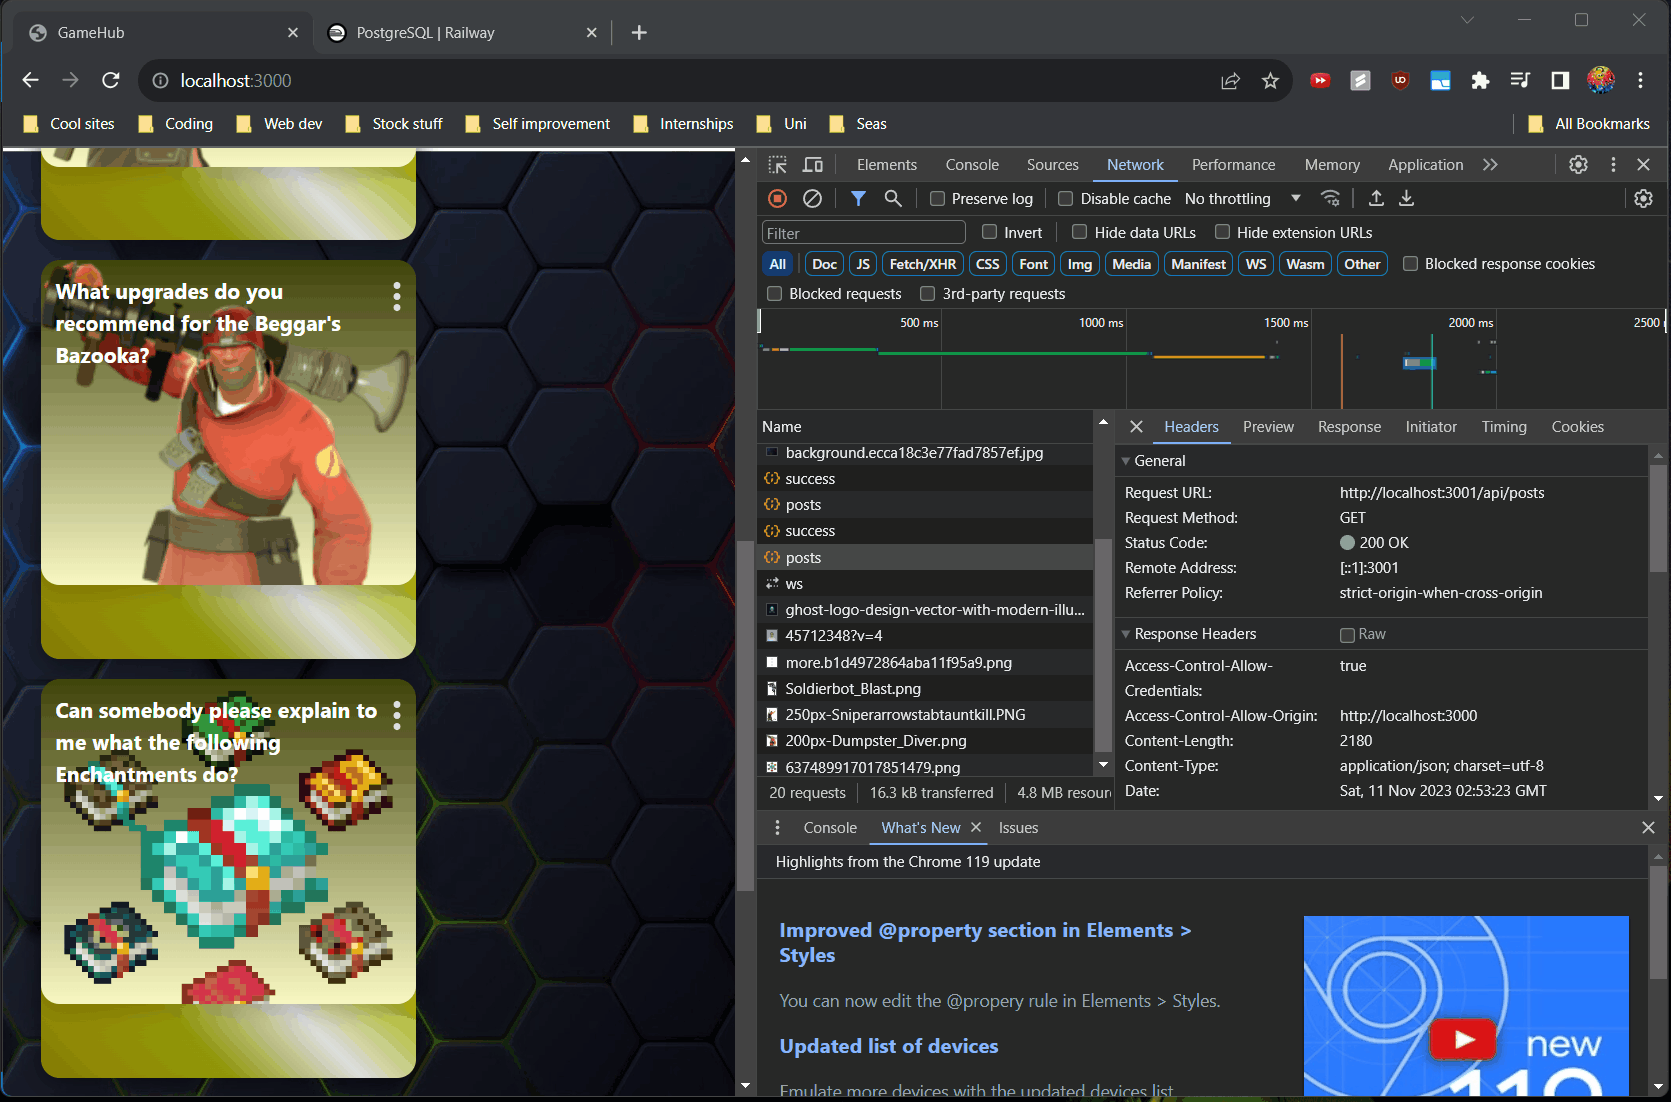 GameHub
PostgreSQL | Railway
localhost:3000
Cool sites
Coding
Web dev
Stock stuff
Self improvement
Internships
Uni
Seas
All Bookmarks
What upgrades do you
recommend for the Beggar's
Bazooka?
Can somebody please explain to
me what the following
Enchantments do?
Elements
Console
Sources
Network
Performance
Memory
Application
Preserve log
Disable cache
No throttling
Filter
Invert
Hide data URLs
Hide extension URLs
All
Doc
JS
Fetch/XHR
CSS
Font
Img
Media
Manifest
WS
Wasm
Other
Blocked response cookies
Blocked requests
3rd-party requests
500 ms
1000 ms
1500 ms
2000 ms
2500
Name
background.ecca18c3e77fad7857ef.jpg
success
posts
success
posts
ws
ghost-logo-design-vector-with-modern-illu...
45712348?v=4
more.b1d4972864aba11f95a9.png
Soldierbot_Blast.png
250px-Sniperarrowstabtauntkill.PNG
200px-Dumpster_Diver.png
637489917017851479.png
20 requests
16.3 kB transferred
4.8 MB resour
Headers
Preview
Response
Initiator
Timing
Cookies
General
Request URL:
http://localhost:3001/api/posts
Request Method:
GET
Status Code:
200 OK
Remote Address:
[::1]:3001
Referrer Policy:
strict-origin-when-cross-origin
Response Headers
Raw
Access-Control-Allow-
Credentials:
true
Access-Control-Allow-Origin:
http://localhost:3000
Content-Length:
2180
Content-Type:
application/json; charset=utf-8
Date:
Sat, 11 Nov 2023 02:53:23 GMT
Console
What's New
Issues
Highlights from the Chrome 119 update
Improved @property section in Elements >
Styles
You can now edit the @propery rule in Elements > Styles.
Updated list of devices
Emulate more devices with the updated devices list
new
119